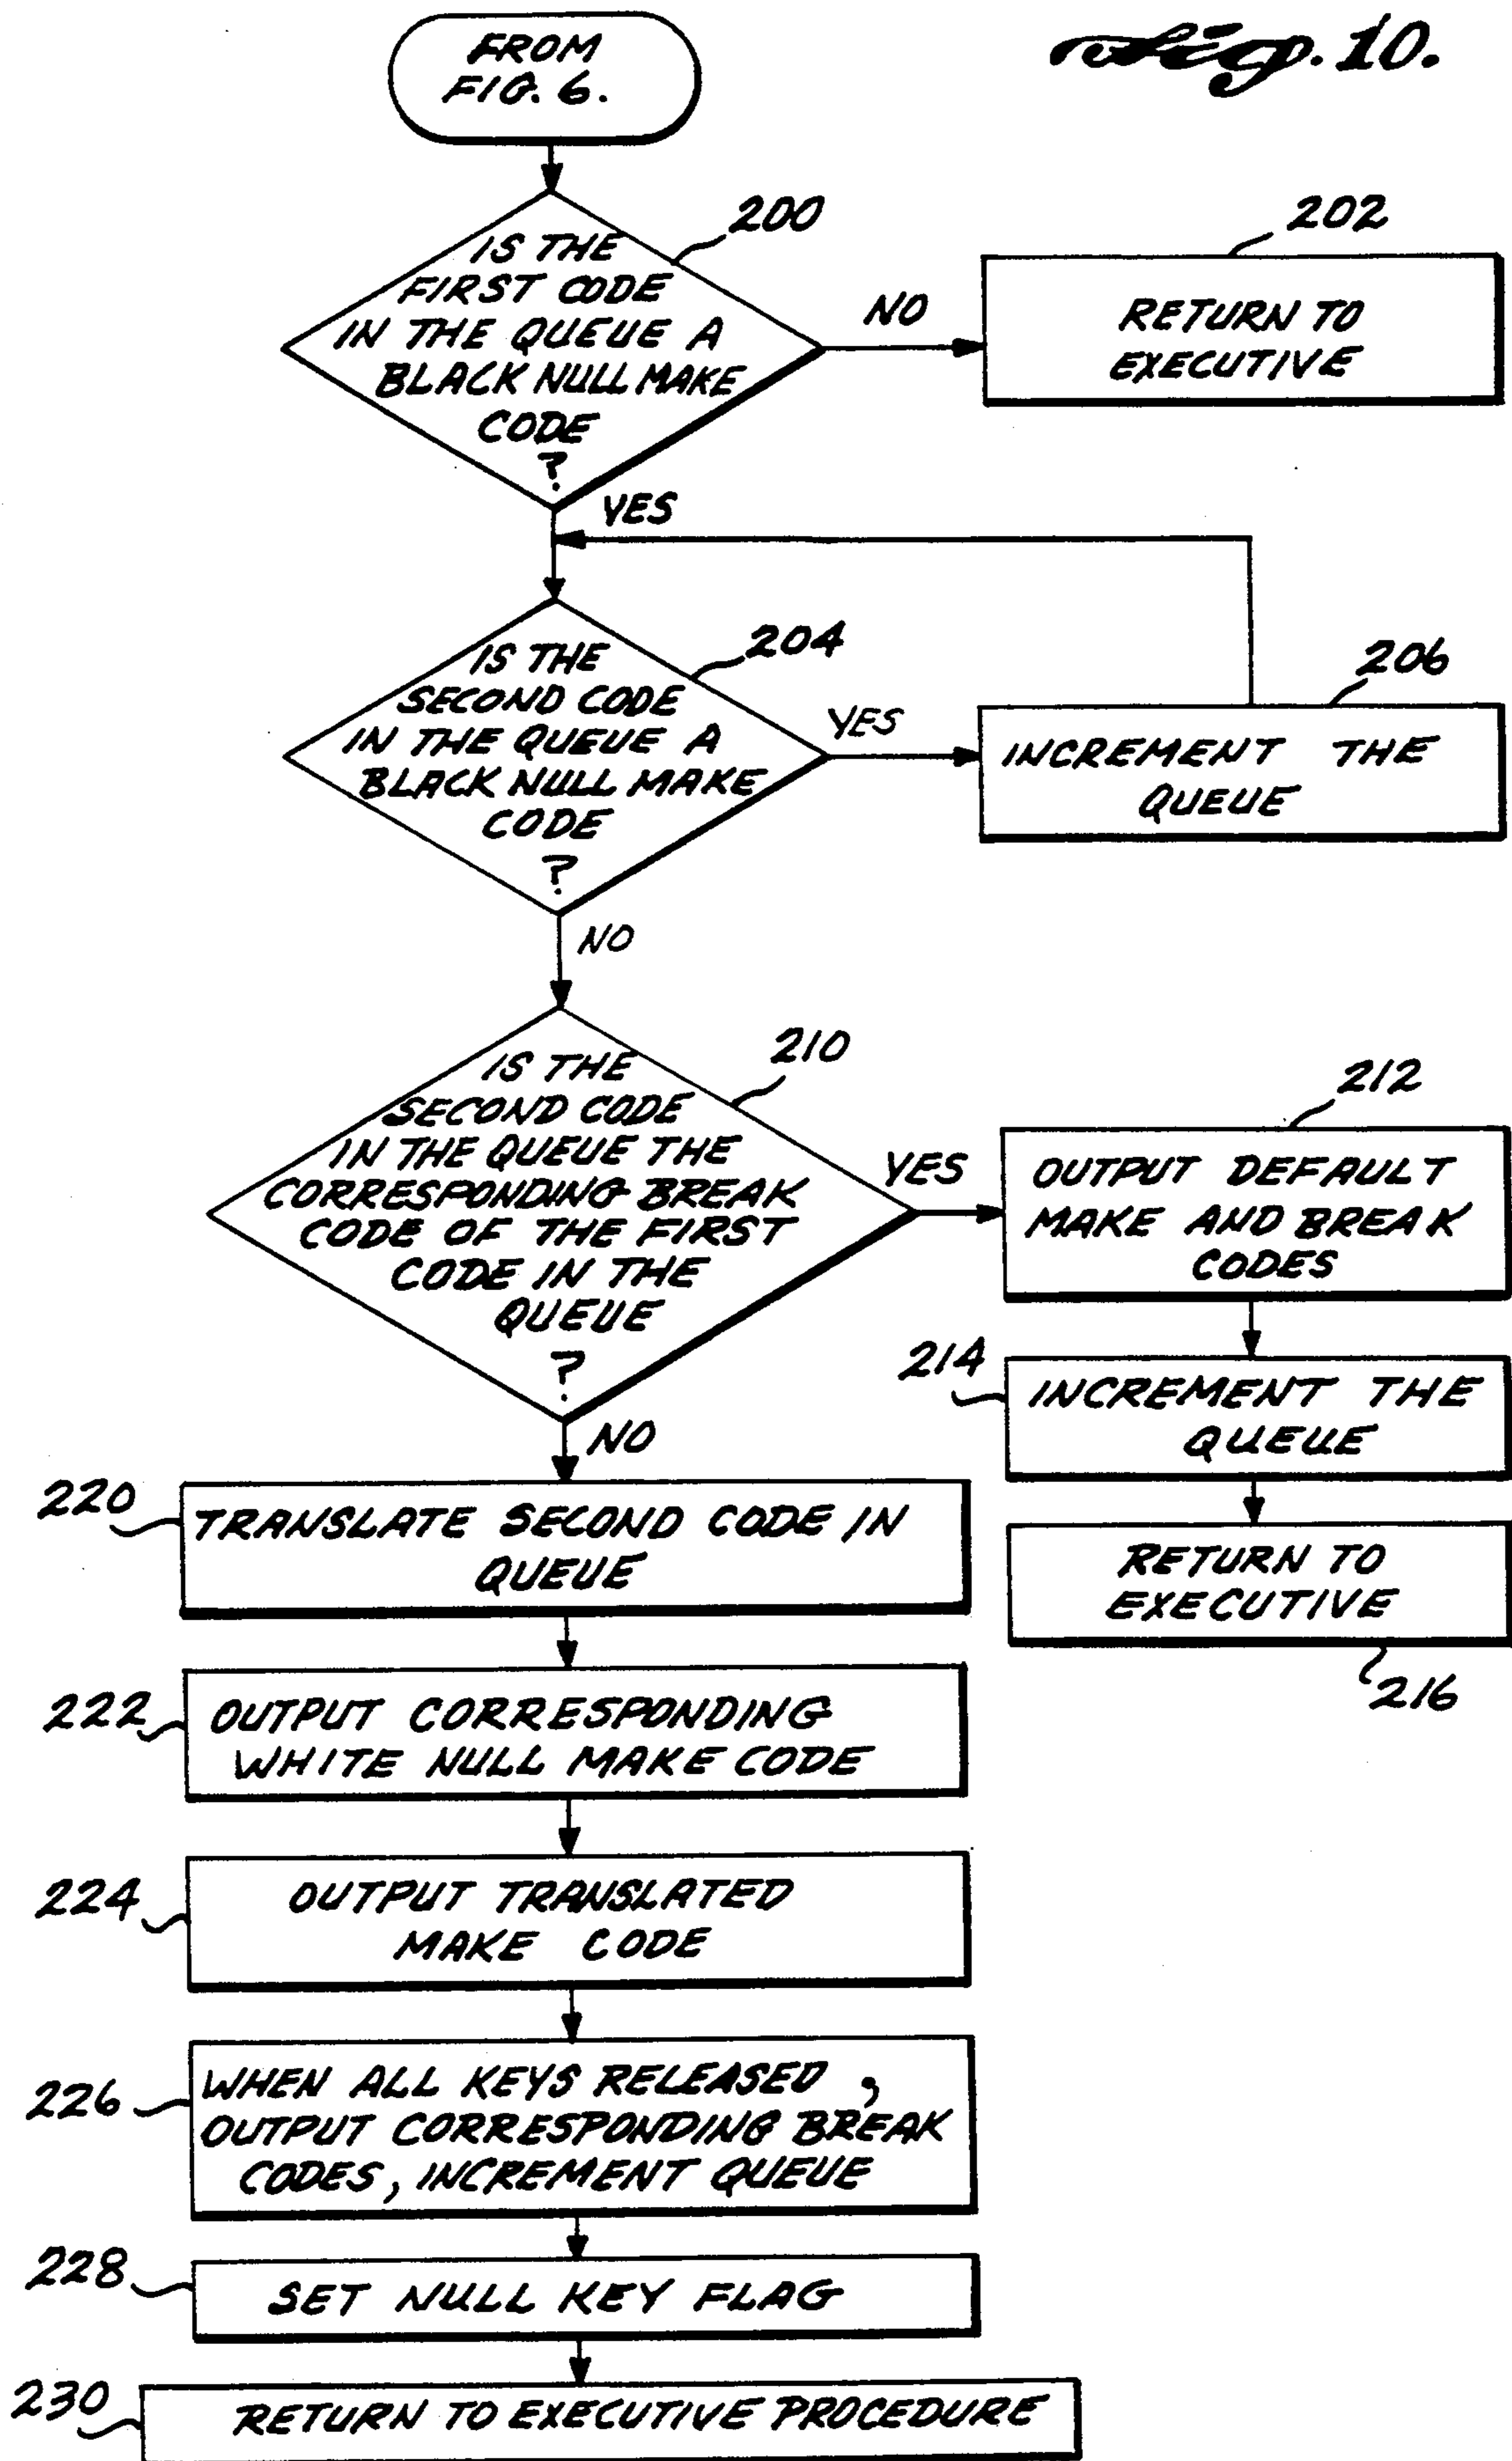 Fig. 10.
FROM
FIG. 6.
200
IS THE
FIRST CODE
IN THE QUEUE A
BLACK NULL MAKE
CODE
?
NO
202
RETURN TO
EXECUTIVE
YES
204
IS THE
SECOND CODE
IN THE QUEUE A
BLACK NULL MAKE
CODE
?
YES
206
INCREMENT THE
QUEUE
NO
210
IS THE
SECOND CODE
IN THE QUEUE THE
CORRESPONDING BREAK
CODE OF THE FIRST
CODE IN THE
QUEUE
?
YES
212
OUTPUT DEFAULT
MAKE AND BREAK
CODES
214
INCREMENT THE
QUEUE
RETURN TO
EXECUTIVE
216
NO
220
TRANSLATE SECOND CODE IN
QUEUE
222
OUTPUT CORRESPONDING
WHITE NULL MAKE CODE
224
OUTPUT TRANSLATED
MAKE CODE
226
WHEN ALL KEYS RELEASED,
OUTPUT CORRESPONDING BREAK
CODES, INCREMENT QUEUE
228
SET NULL KEY FLAG
230
RETURN TO EXECUTIVE PROCEDURE